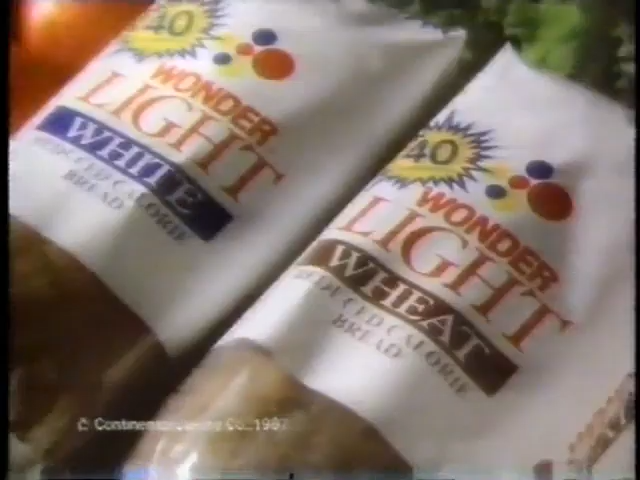 40
WONDER
LIGHT
WHITE
REDUCED CALORIE
BREAD
40
WONDER
LIGHT
WHEAT
REDUCED CALORIE
BREAD
© Continental Baking Co., 1987